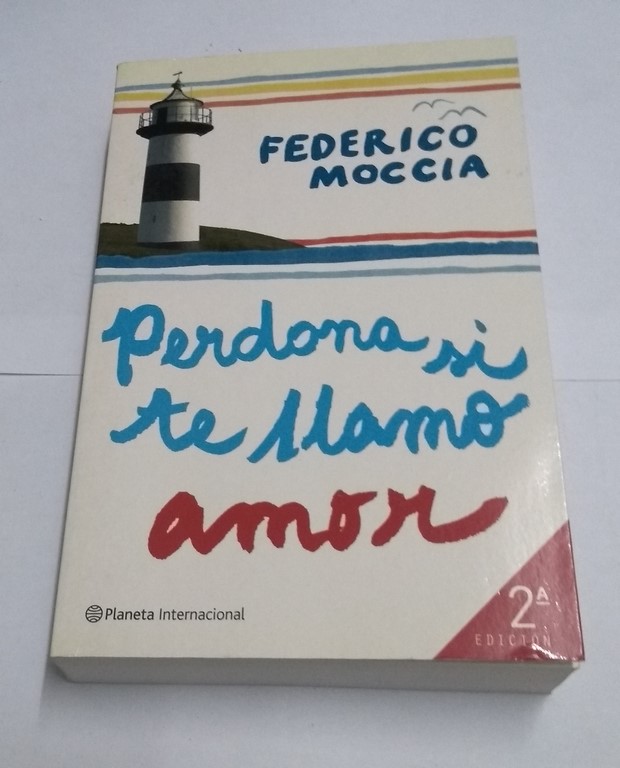 FEDERICO
MOCCIA
Perdona si
te llamo
amor
Planeta Internacional
2ª
EDICIÓN